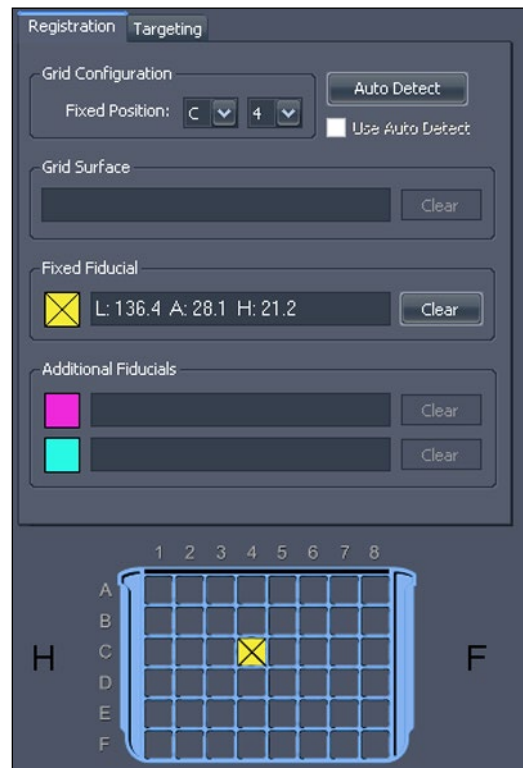 Registration Targeting
Grid Configuration
Fixed Position: C 4
Auto Detect
Use Auto Detect
Grid Surface
Clear
Fixed Fiducial
L: 136.4 A: 28.1 H: 21.2 Clear
Additional Fiducials
Clear
Clear
1 2 3 4 5 6 7 8
A
B
C
D
E
F
H
F